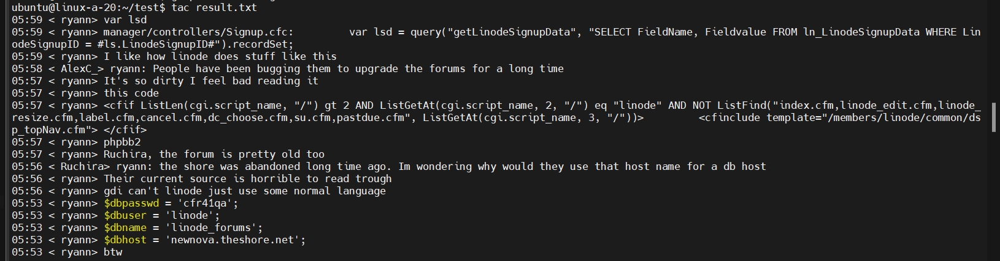 ubuntu@linux-a-20:~/test$ tac result.txt
05:59 < ryann> var lsd
05:59 < ryann> manager/controllers/Signup.cfc:         var lsd = query("getLinodeSignupData", "SELECT FieldName, Fieldvalue FROM ln_LinodeSignupData WHERE Lin
odeSignupID = #ls.LinodeSignupID#").recordSet;
05:59 < ryann> I like how linode does stuff like this
05:58 < AlexC_> ryann: People have been bugging them to upgrade the forums for a long time
05:57 < ryann> It's so dirty I feel bad reading it
05:57 < ryann> this code
05:57 < ryann> <cfif ListLen(cgi.script_name, "/") gt 2 AND ListGetAt(cgi.script_name, 2, "/") eq "linode" AND NOT ListFind("index.cfm,linode_edit.cfm,linode_
resize.cfm,label.cfm,cancel.cfm,dc_choose.cfm,su.cfm,pastdue.cfm", ListGetAt(cgi.script_name, 3, "/"))>         <cfinclude template="/members/linode/common/ds
p_topNav.cfm"> </cfif>
05:57 < ryann> phpbb2
05:57 < ryann> Ruchira, the forum is pretty old too
05:56 < Ruchira> ryann: the shore was abandoned long time ago. Im wondering why would they use that host name for a db host
05:56 < ryann> Their current source is horrible to read trough
05:56 < ryann> gdi can't linode just use some normal language
05:53 < ryann> $dbpasswd = 'cfr41qa';
05:53 < ryann> $dbuser = 'linode';
05:53 < ryann> $dbname = 'linode_forums';
05:53 < ryann> $dbhost = 'newnova.theshore.net';
05:53 < ryann> btw